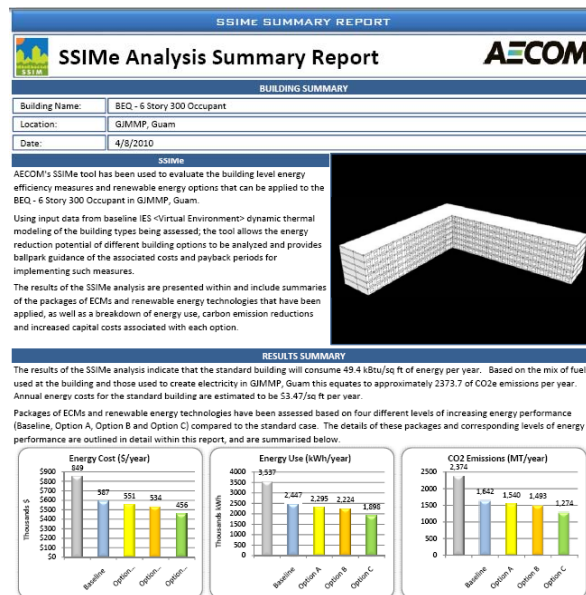 SSIMe SUMMARY REPORT
SSIM
SSIMe Analysis Summary Report
AECOM
BUILDING SUMMARY
Building Name: BEQ - 6 Story 300 Occupant
Location: GJMMP, Guam
Date: 4/8/2010
SSIMe
AECOM's SSIMe tool has been used to evaluate the building level energy
efficiency measures and renewable energy options that can be applied to the
BEQ - 6 Story 300 Occupant in GJMMP, Guam.
Using input data from baseline IES <Virtual Environment> dynamic thermal
modeling of the building types being assessed; the tool allows the energy
reduction potential of different building options to be analyzed and provides
ballpark guidance of the associated costs and payback periods for
implementing such measures.
The results of the SSIMe analysis are presented within and include summaries
of the packages of ECMs and renewable energy technologies that have been
applied, as well as a breakdown of energy use, carbon emission reductions
and increased capital costs associated with each option.
RESULTS SUMMARY
The results of the SSIMe analysis indicate that the standard building will consume 49.4 kBtu/sq ft of energy per year. Based on the mix of fuel
used at the building and those used to create electricity in GJMMP, Guam this equates to approximately 2373.7 of CO2e emissions per year.
Annual energy costs for the standard building are estimated to be $3.47/sq ft per year.
Packages of ECMs and renewable energy technologies have been assessed based on four different levels of increasing energy performance
(Baseline, Option A, Option B and Option C) compared to the standard case. The details of these packages and corresponding levels of energy
performance are outlined in detail within this report, and are summarised below.
Energy Cost ($/year)
Thousands $
$900
$800
$700
$600
$500
$400
$300
$200
$100
$0
849
587
551
534
456
Baseline
Option...
Option...
Option...
Energy Use (kWh/year)
Thousands kWh
4000
3500
3000
2500
2000
1500
1000
500
0
3,537
2,447
2,295
2,224
1,898
Baseline
Option A
Option B
Option C
CO2 Emissions (MT/year)
2500
2000
1500
1000
500
0
2,374
1,642
1,540
1,493
1,274
Baseline
Option A
Option B
Option C